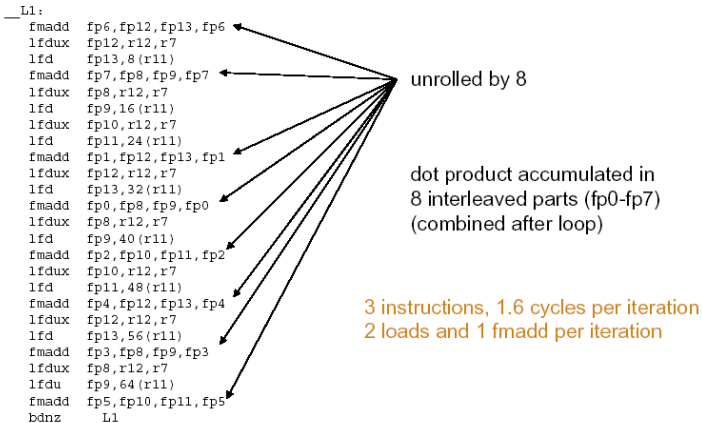 __L1:
fmadd fp6,fp12,fp13,fp6
lfdux fp12,r12,r7
lfd fp13,8(r11)
fmadd fp7,fp8,fp9,fp7
lfdux fp8,r12,r7
lfd fp9,16(r11)
lfdux fp10,r12,r7
lfd fp11,24(r11)
fmadd fp1,fp12,fp13,fp1
lfdux fp12,r12,r7
lfd fp13,32(r11)
fmadd fp0,fp8,fp9,fp0
lfdux fp8,r12,r7
lfd fp9,40(r11)
fmadd fp2,fp10,fp11,fp2
lfdux fp10,r12,r7
lfd fp11,48(r11)
fmadd fp4,fp12,fp13,fp4
lfdux fp12,r12,r7
lfd fp13,56(r11)
fmadd fp3,fp8,fp9,fp3
lfdux fp8,r12,r7
lfdu fp9,64(r11)
fmadd fp5,fp10,fp11,fp5
bdnz L1
unrolled by 8
dot product accumulated in
8 interleaved parts (fp0-fp7)
(combined after loop)
3 instructions, 1.6 cycles per iteration
2 loads and 1 fmadd per iteration